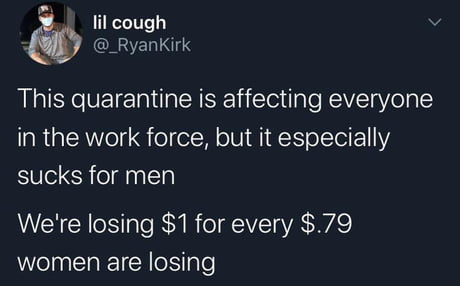 lil cough
@_RyanKirk
This quarantine is affecting everyone
in the work force, but it especially
sucks for men
We're losing $1 for every $.79
women are losing